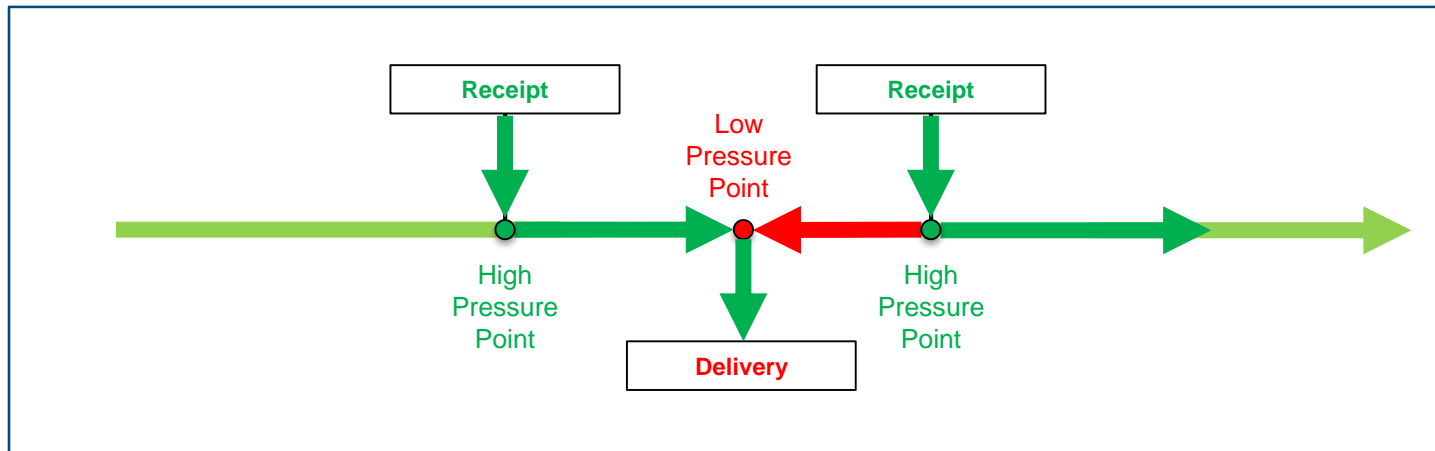 Receipt
Receipt
Low
Pressure
Point
High
Pressure
Point
High
Pressure
Point
Delivery